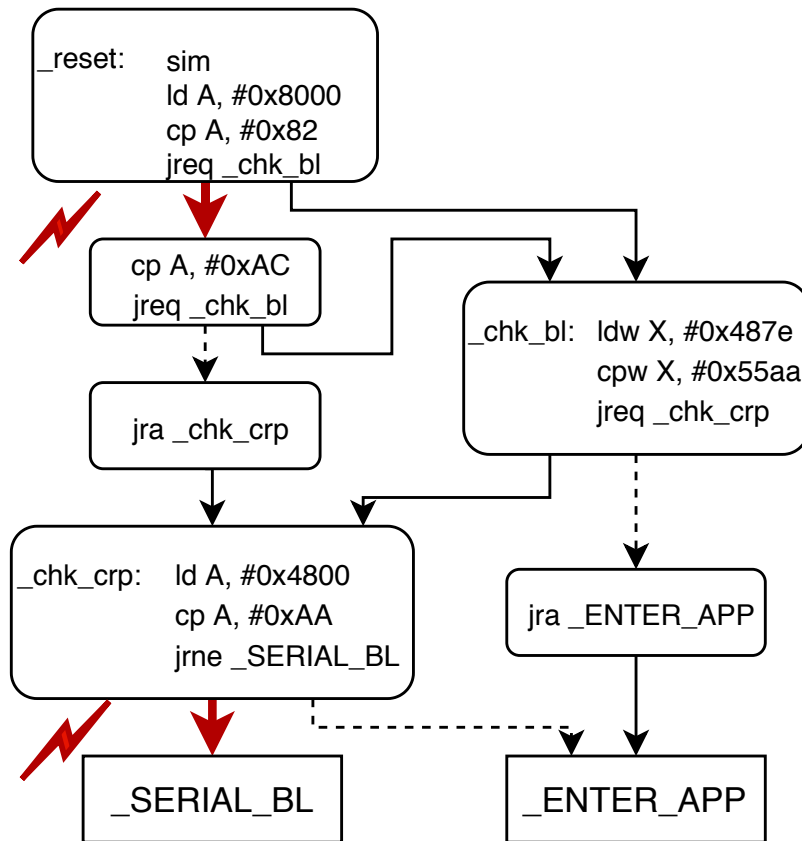 _reset: sim
ld A, #0x8000
cp A, #0x82
jreq _chk_bl
cp A, #0xAC
jreq _chk_bl
_chk_bl: ldw X, #0x487e
cpw X, #0x55aa
jreq _chk_crp
jra _chk_crp
_chk_crp: ld A, #0x4800
cp A, #0xAA
jrne _SERIAL_BL
jra _ENTER_APP
_SERIAL_BL
_ENTER_APP